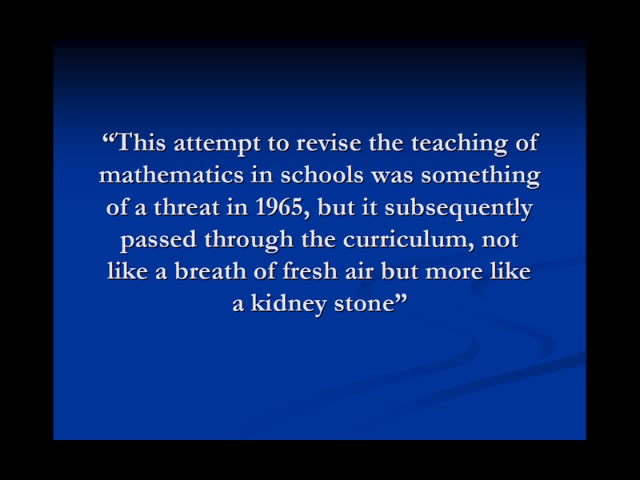 “This attempt to revise the teaching of
mathematics in schools was something
of a threat in 1965, but it subsequently
passed through the curriculum, not
like a breath of fresh air but more like
a kidney stone”